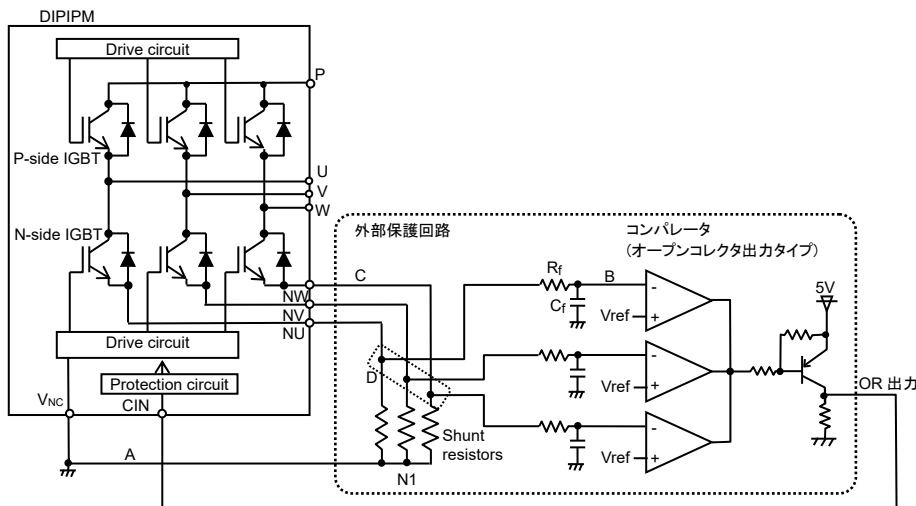 DIPIPM
Drive circuit
P
P-side IGBT
U
V
W
N-side IGBT
外部保護回路
コンパレータ
(オープンコレクタ出力タイプ)
C
Rf
B
Cf
Vref
-
+
5V
NW
NV
NU
Drive circuit
Protection circuit
VNC
CIN
D
-
Vref
+
OR 出力
Shunt
resistors
-
Vref
+
A
N1